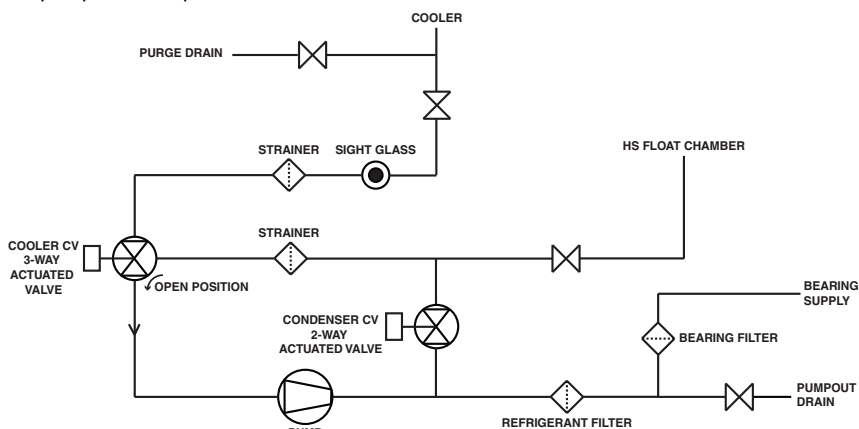 COOLER
PURGE DRAIN
STRAINER
SIGHT GLASS
HS FLOAT CHAMBER
STRAINER
COOLER CV
3-WAY
ACTUATED
VALVE
OPEN POSITION
BEARING
SUPPLY
CONDENSER CV
2-WAY
ACTUATED VALVE
BEARING FILTER
PUMPOUT
DRAIN
REFRIGERANT FILTER